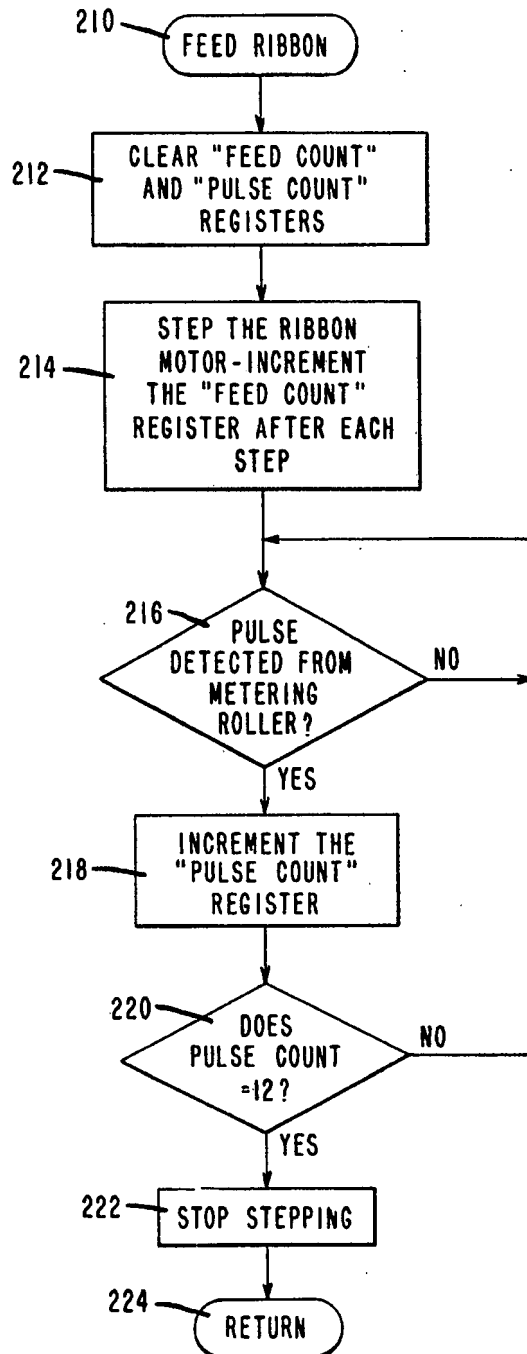 210
FEED RIBBON
212
CLEAR "FEED COUNT"
AND "PULSE COUNT"
REGISTERS
214
STEP THE RIBBON
MOTOR-INCREMENT
THE "FEED COUNT"
REGISTER AFTER EACH
STEP
216
PULSE
DETECTED FROM
METERING
ROLLER?
NO
YES
218
INCREMENT THE
"PULSE COUNT"
REGISTER
220
DOES
PULSE COUNT
=12?
NO
YES
222
STOP STEPPING
224
RETURN